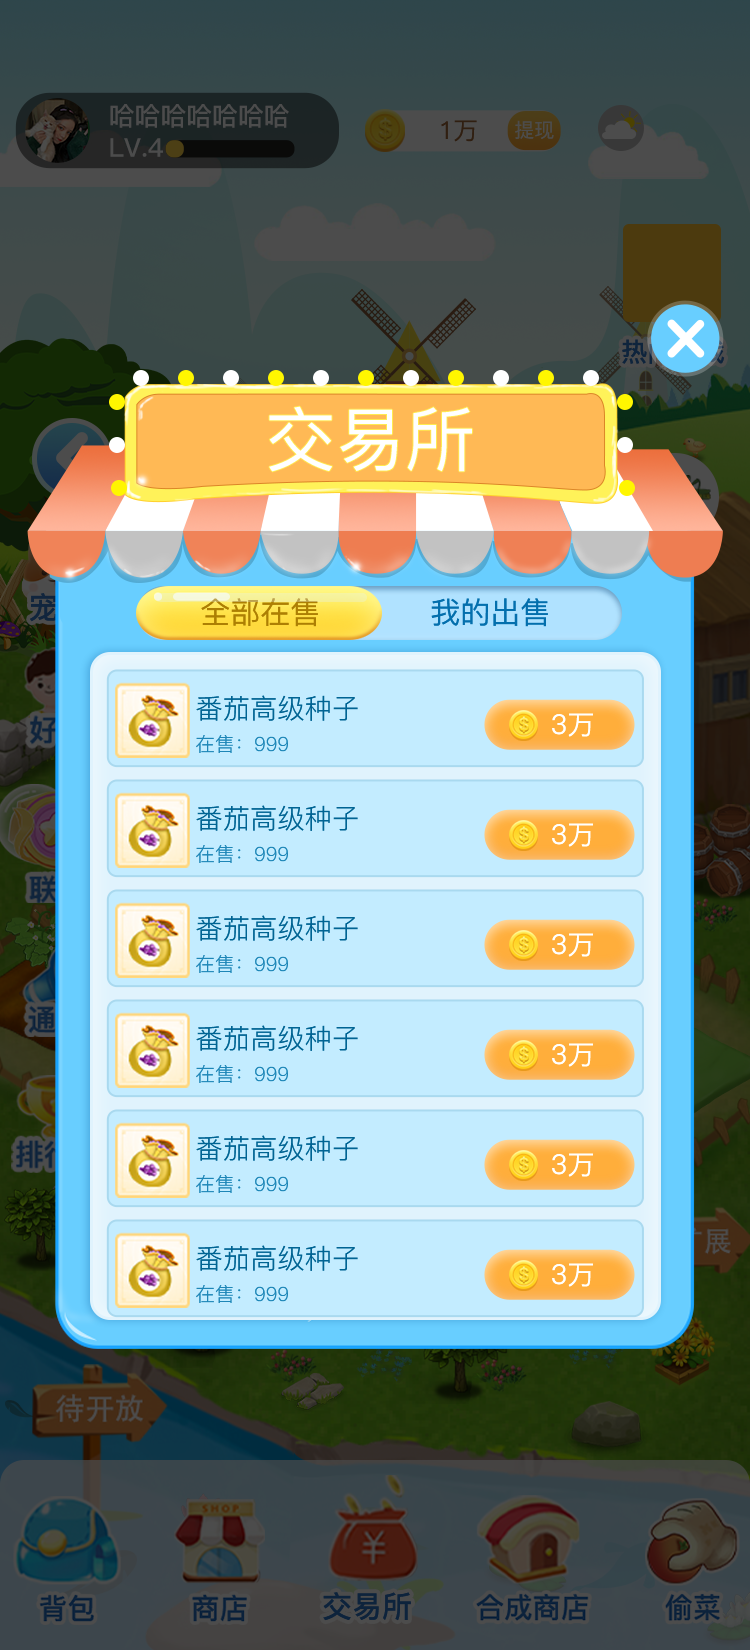 哈哈哈哈哈哈哈
LV.4
1万
提现
热
交易所
全部在售
我的出售
番茄高级种子
在售：999
3万
番茄高级种子
在售：999
3万
番茄高级种子
在售：999
3万
番茄高级种子
在售：999
3万
番茄高级种子
在售：999
3万
番茄高级种子
在售：999
3万
宠
好
联
通
排行
扩展
待开放
SHOP
背包
商店
交易所
合成商店
偷菜